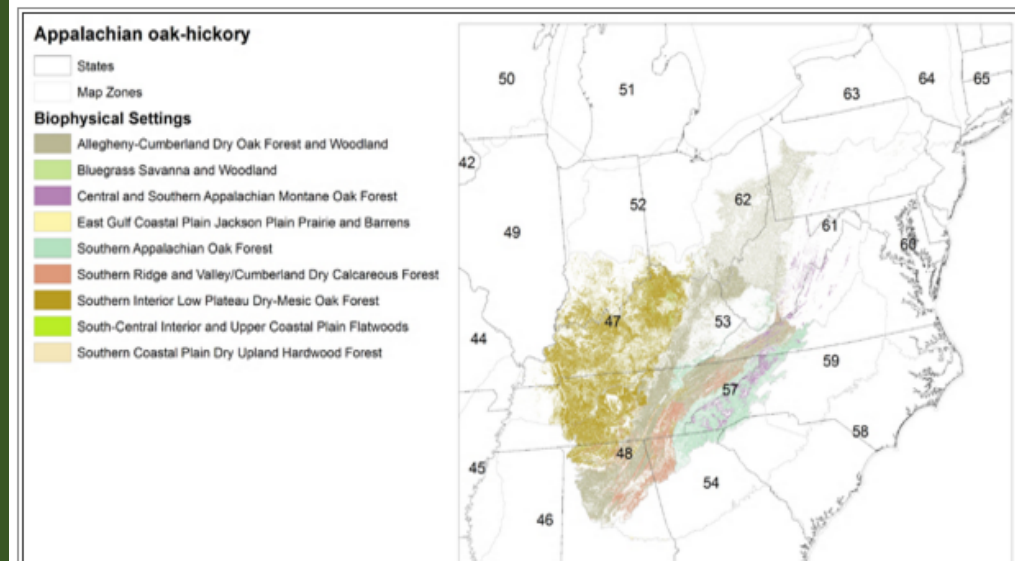 Appalachian oak-hickory
States
Map Zones
Biophysical Settings
Allegheny-Cumberland Dry Oak Forest and Woodland
Bluegrass Savanna and Woodland
Central and Southern Appalachian Montane Oak Forest
East Gulf Coastal Plain Jackson Plain Prairie and Barrens
Southern Appalachian Oak Forest
Southern Ridge and Valley/Cumberland Dry Calcareous Forest
Southern Interior Low Plateau Dry-Mesic Oak Forest
South-Central Interior and Upper Coastal Plain Flatwoods
Southern Coastal Plain Dry Upland Hardwood Forest
50
51
63
64
65
42
52
62
49
61
60
47
53
44
59
57
58
48
45
54
46